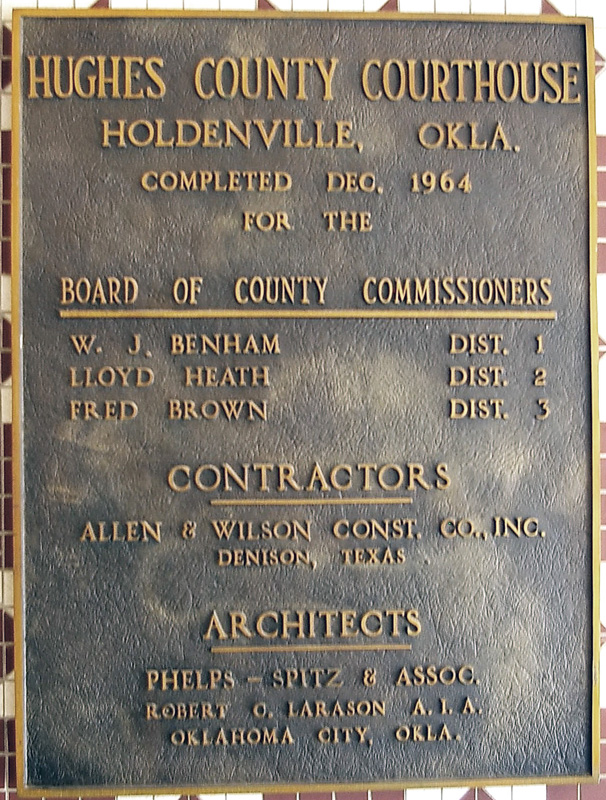 HUGHES COUNTY COURTHOUSE
HOLDENVILLE, OKLA.
COMPLETED DEC. 1964
FOR THE
BOARD OF COUNTY COMMISSIONERS
W. J. BENHAM DIST. 1
LLOYD HEATH DIST. 2
FRED BROWN DIST. 3
CONTRACTORS
ALLEN & WILSON CONST. CO., INC.
DENISON, TEXAS
ARCHITECTS
PHELPS - SPITZ & ASSOC.
ROBERT C. LARASON A. I. A.
OKLAHOMA CITY, OKLA.